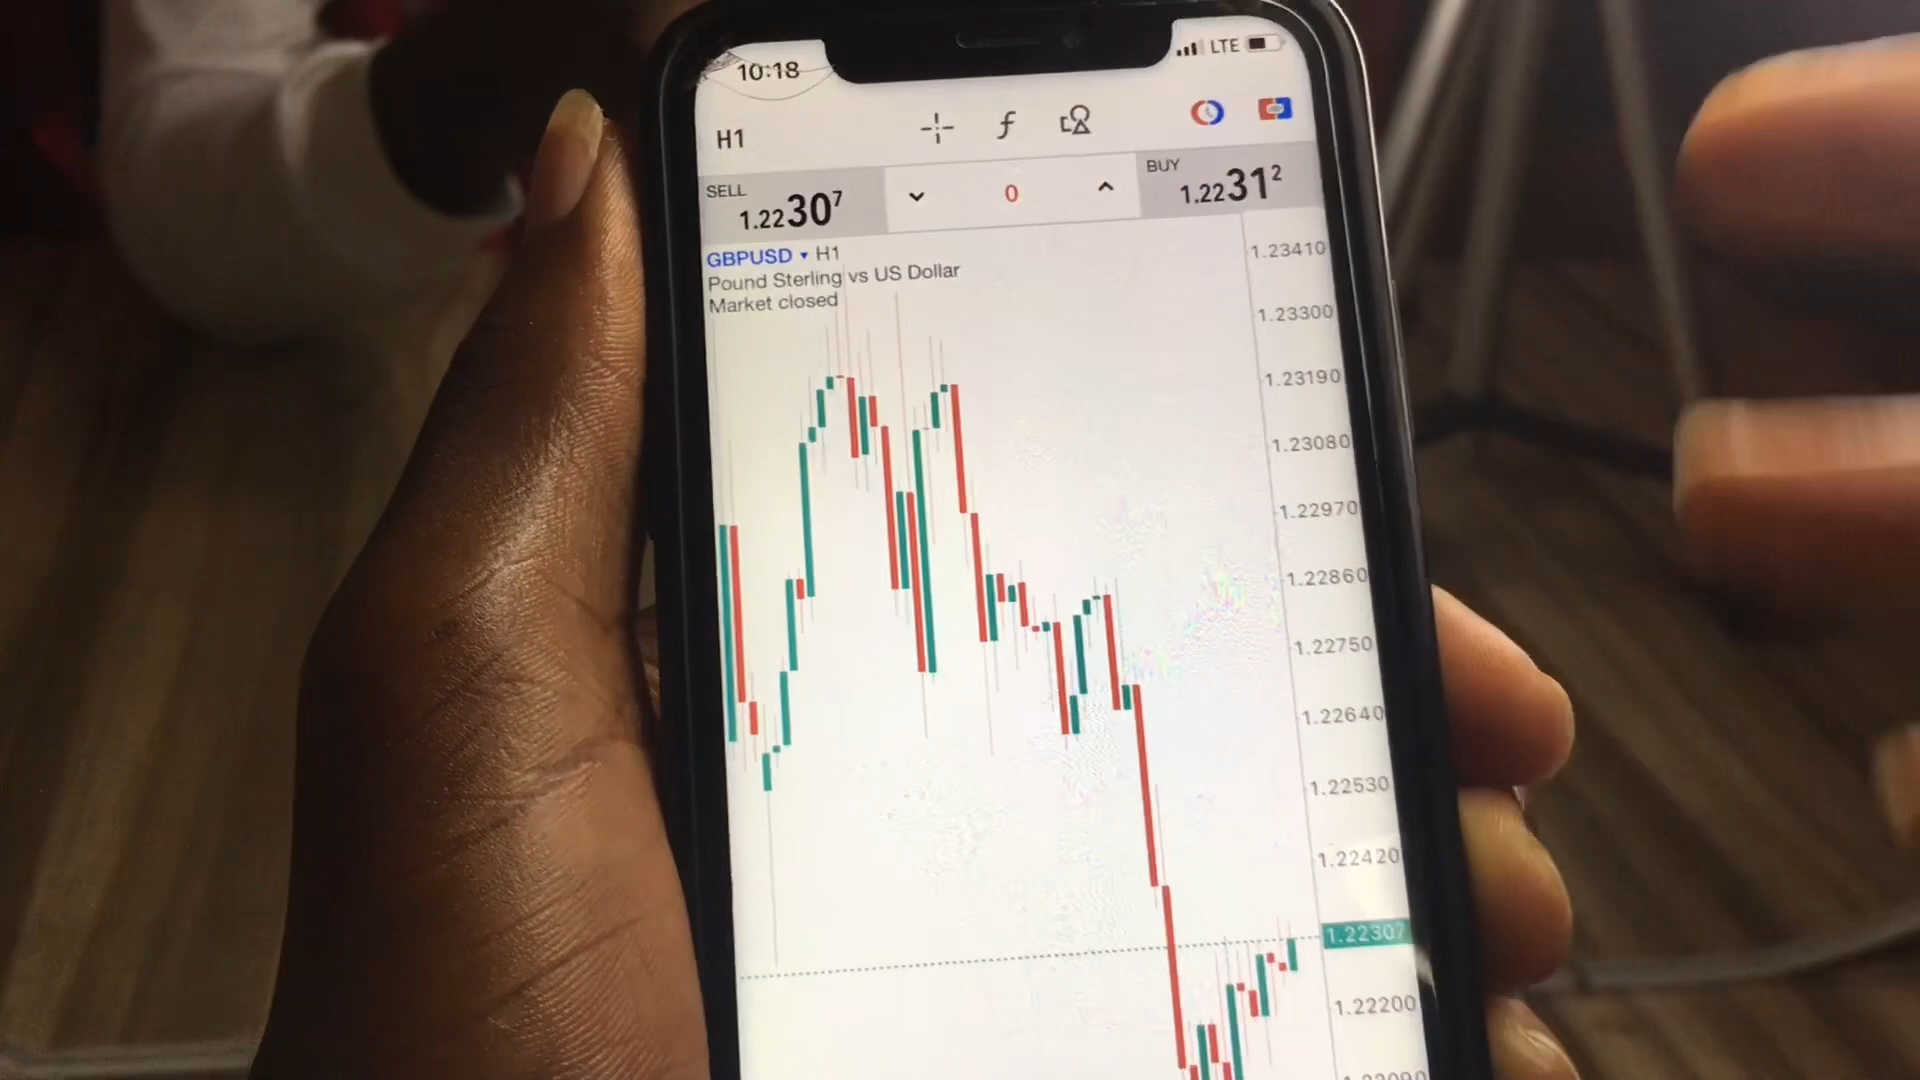 10:18
LTE
H1
f
SELL
1.22307
0
BUY
1.22312
GBPUSD ▾ H1
Pound Sterling vs US Dollar
Market closed
1.23410
1.23300
1.23190
1.23080
1.22970
1.22860
1.22750
1.22640
1.22530
1.22420
1.22307
1.22200